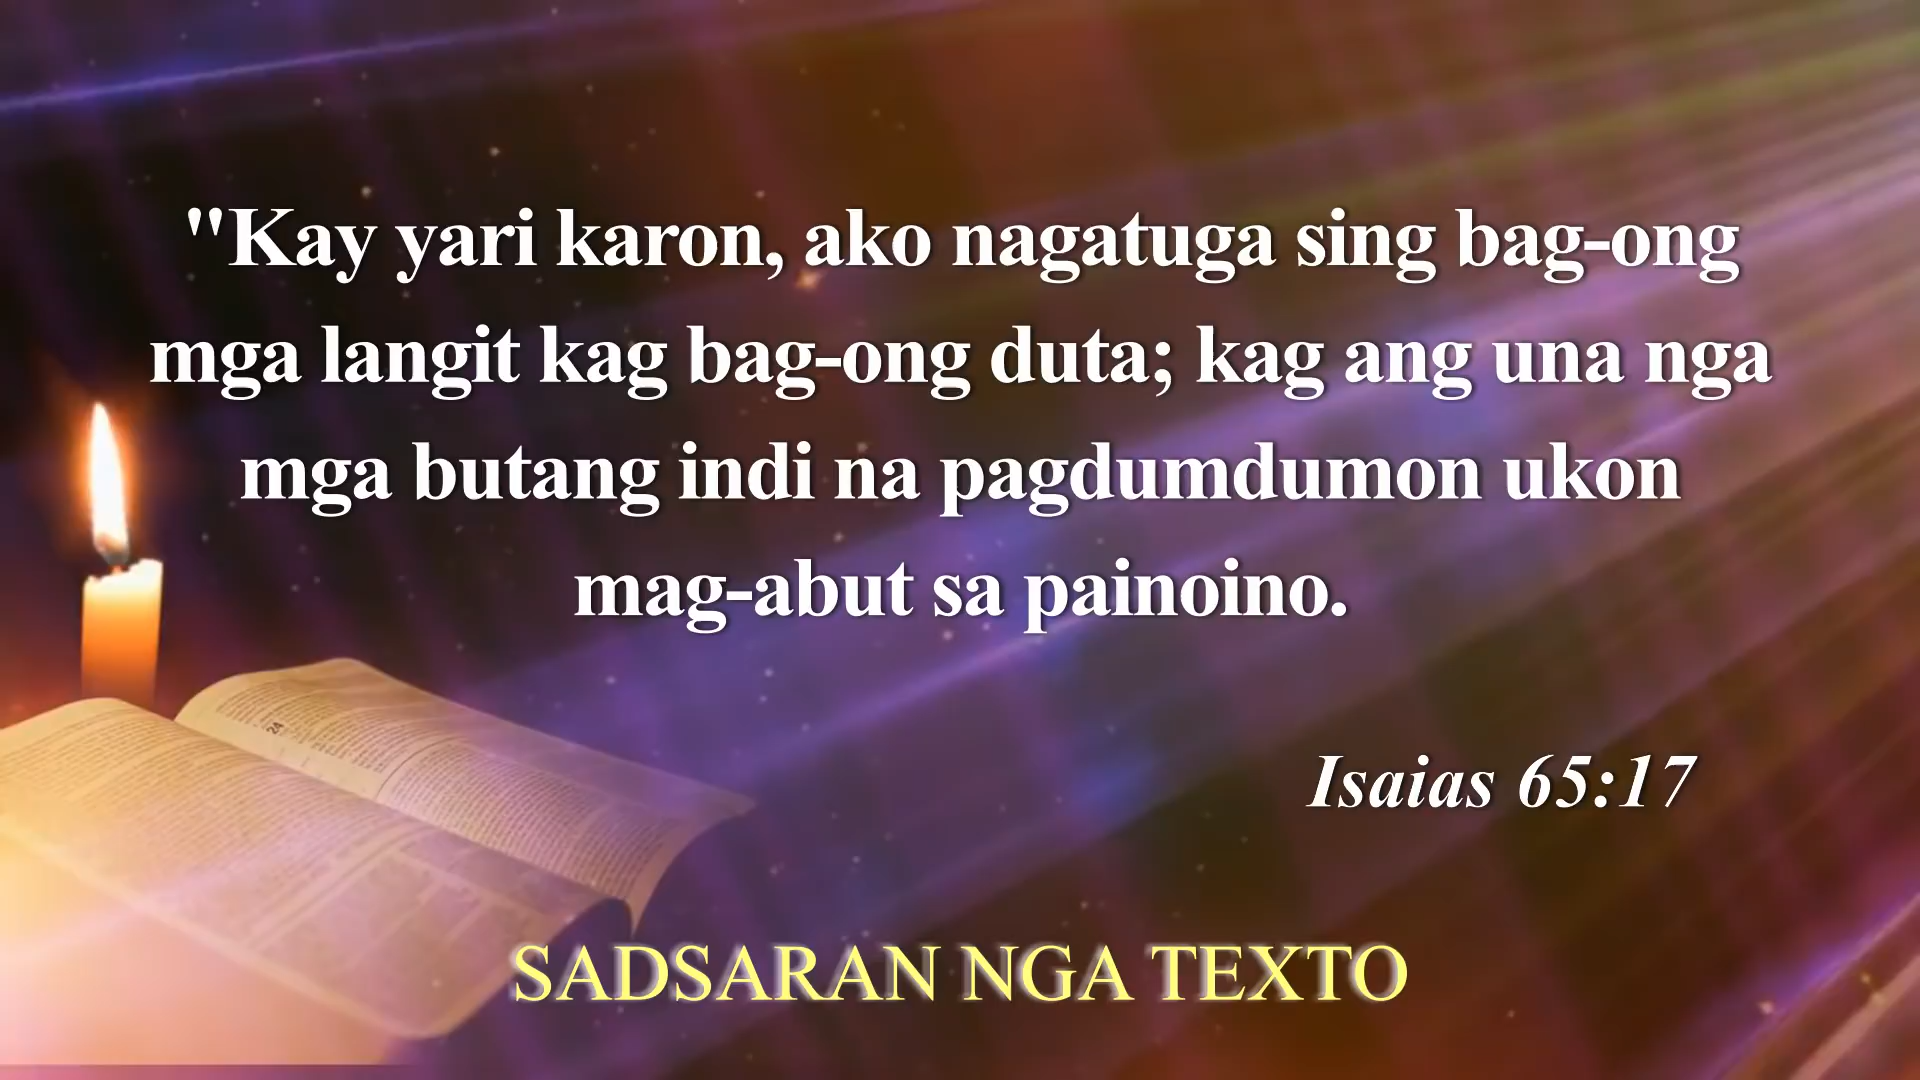 "Kay yari karon, ako nagatuga sing bag-ong
mga langit kag bag-ong duta; kag ang una nga
mga butang indi na pagdumdumon ukon
mag-abut sa painoino.
Isaias 65:17
SADSARAN NGA TEXTO